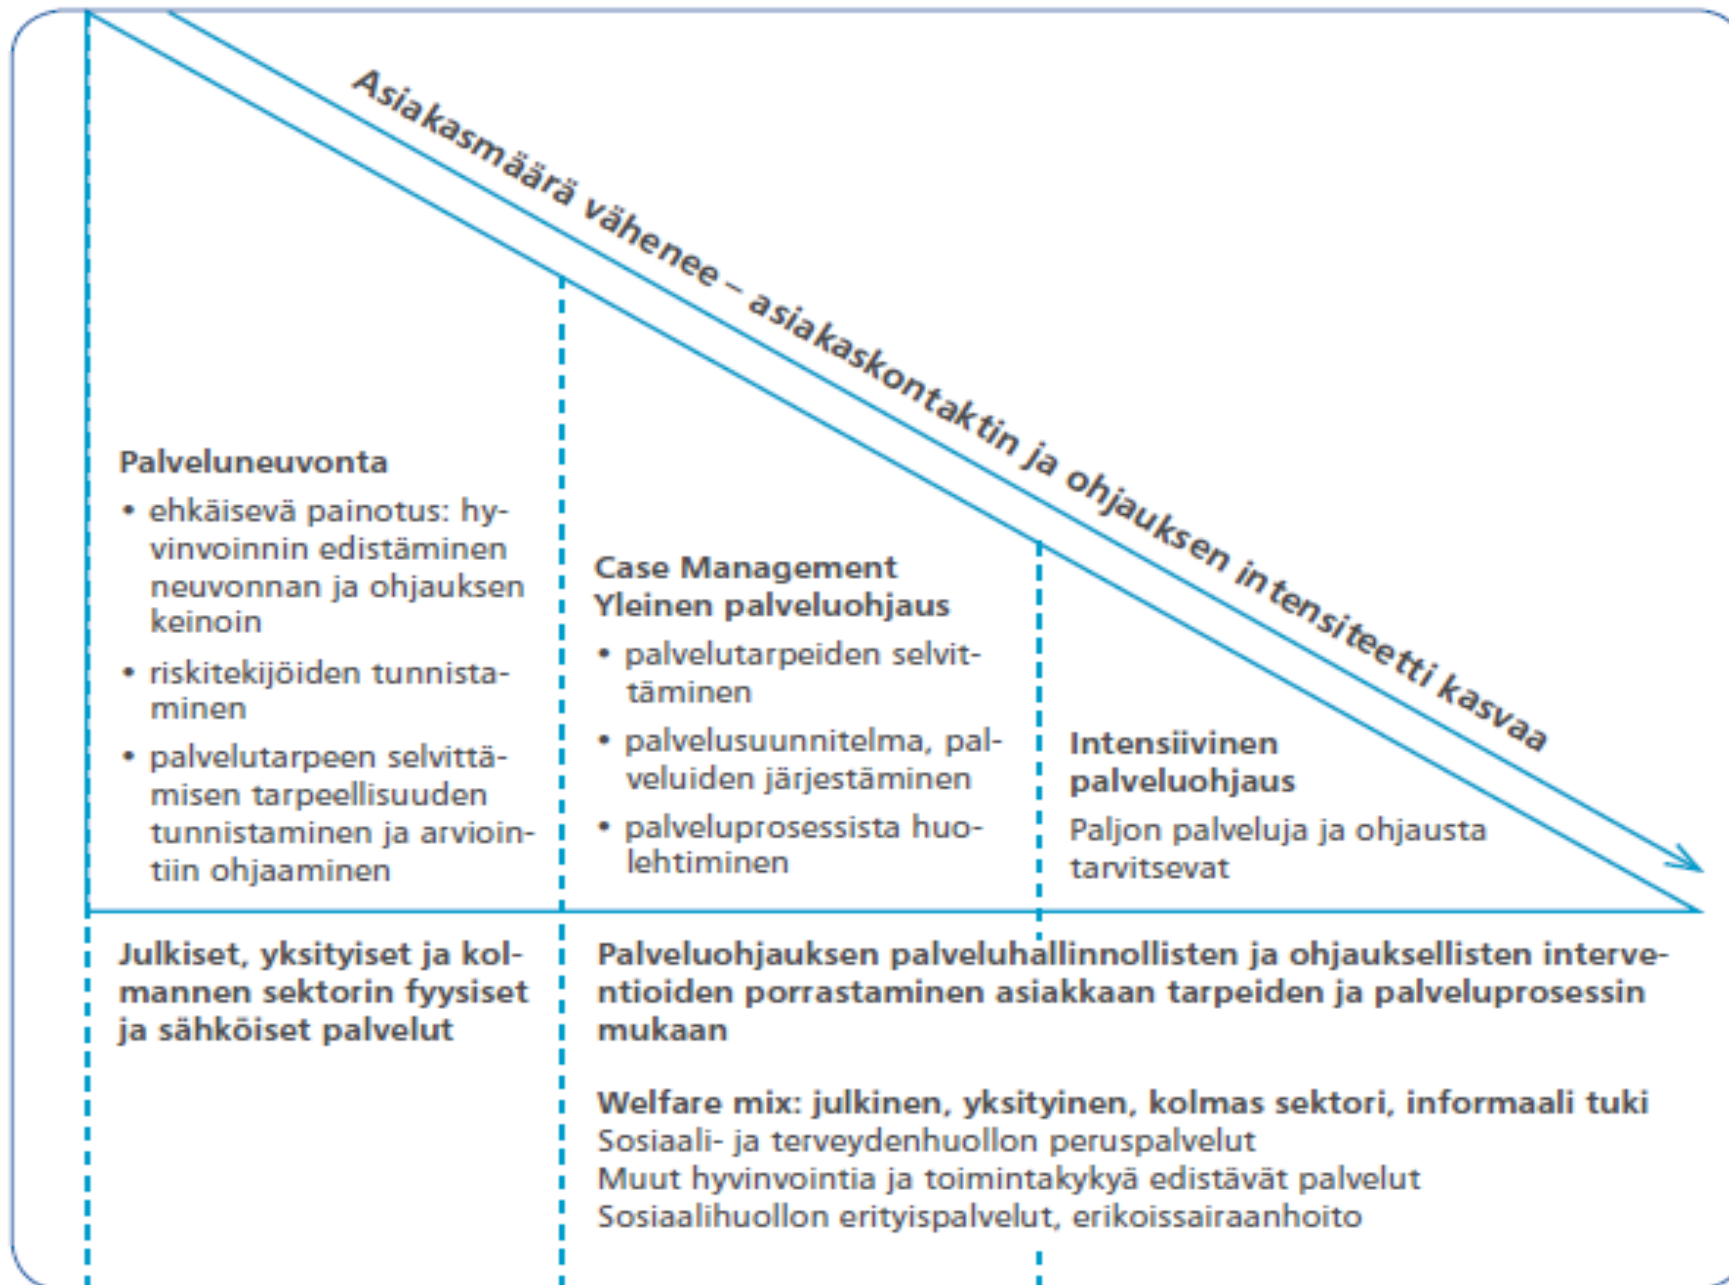 Asiakasmäärä vähenee – asiakaskontaktin ja ohjauksen intensiteetti kasvaa
Palveluneuvonta
• ehkäisevä painotus: hy-
vinvoinnin edistäminen
neuvonnan ja ohjauksen
keinoin
• riskitekijöiden tunnista-
minen
• palvelutarpeen selvittä-
misen tarpeellisuuden
tunnistaminen ja arvioin-
tiin ohjaaminen
Case Management
Yleinen palveluohjaus
• palvelutarpeiden selvit-
täminen
• palvelusuunnitelma, pal-
veluiden järjestäminen
• palveluprosessista huo-
lehtiminen
Intensiivinen
palveluohjaus
Paljon palveluja ja ohjausta
tarvitsevat
Julkiset, yksityiset ja kol-
mannen sektorin fyysiset
ja sähköiset palvelut
Palveluohjauksen palveluhallinnollisten ja ohjauksellisten interve-
ntioiden porrastaminen asiakkaan tarpeiden ja palveluprosessin
mukaan
Welfare mix: julkinen, yksityinen, kolmas sektori, informaali tuki
Sosiaali- ja terveydenhuollon peruspalvelut
Muut hyvinvointia ja toimintakykyä edistävät palvelut
Sosiaalihuollon erityispalvelut, erikoissairaanhoito